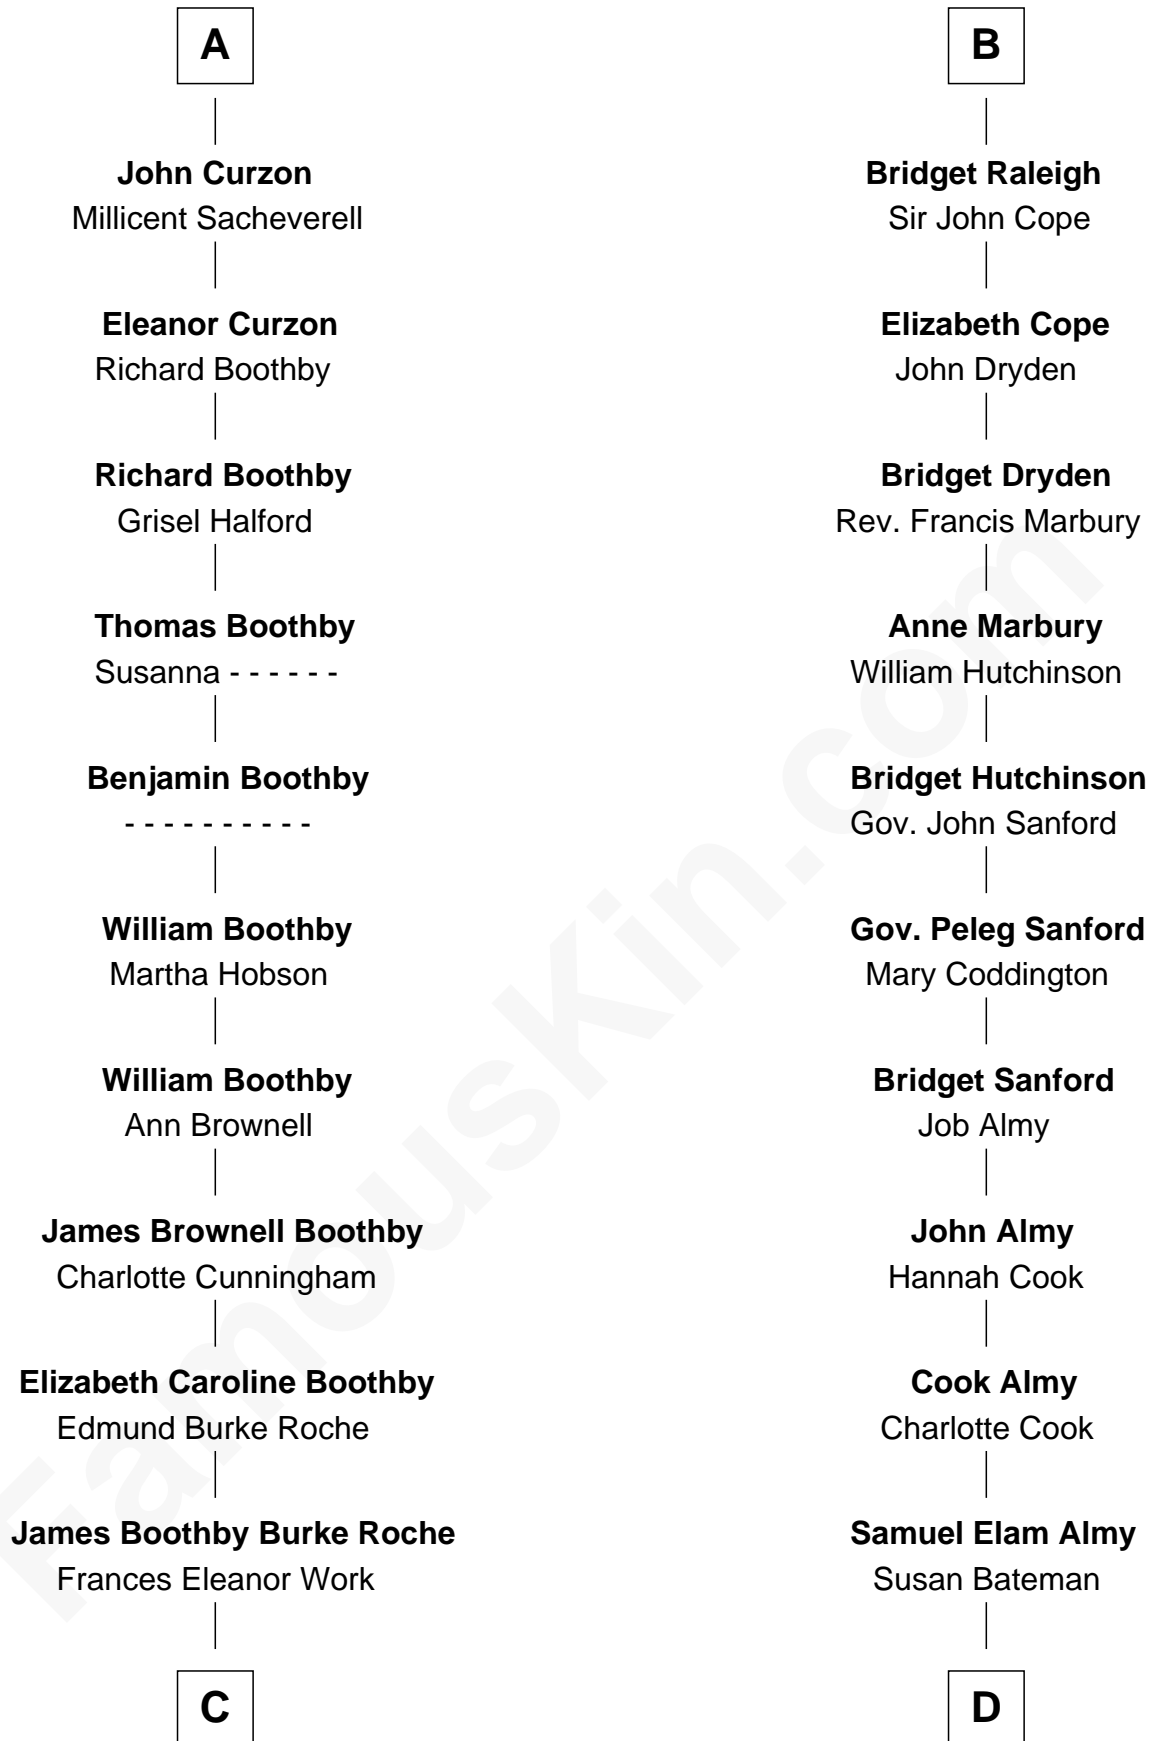 A
John Curzon
Millicent Sacheverell
Eleanor Curzon
Richard Boothby
Richard Boothby
Grisel Halford
Thomas Boothby
Susanna - - - - - -
Benjamin Boothby
- - - - - - - - - -
William Boothby
Martha Hobson
William Boothby
Ann Brownell
James Brownell Boothby
Charlotte Cunningham
Elizabeth Caroline Boothby
Edmund Burke Roche
James Boothby Burke Roche
Frances Eleanor Work
C
B
Bridget Raleigh
Sir John Cope
Elizabeth Cope
John Dryden
Bridget Dryden
Rev. Francis Marbury
Anne Marbury
William Hutchinson
Bridget Hutchinson
Gov. John Sanford
Gov. Peleg Sanford
Mary Coddington
Bridget Sanford
Job Almy
John Almy
Hannah Cook
Cook Almy
Charlotte Cook
Samuel Elam Almy
Susan Bateman
D
FamousKin.com